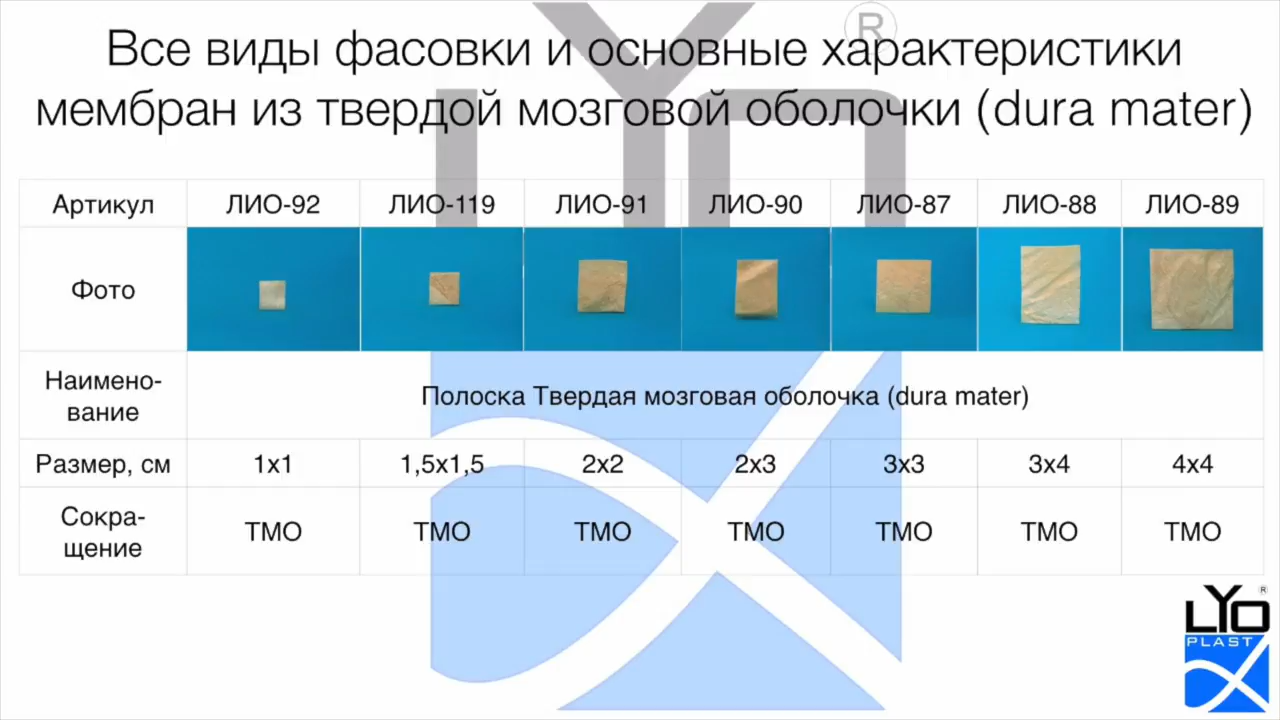 Все виды фасовки и основные характеристики
мембран из твердой мозговой оболочки (dura mater)
Артикул ЛИО-92 ЛИО-119 ЛИО-91 ЛИО-90 ЛИО-87 ЛИО-88 ЛИО-89
Фото
Наимено-
вание
Полоска Твердая мозговая оболочка (dura mater)
Размер, см 1x1 1,5x1,5 2x2 2x3 3x3 3x4 4x4
Сокра-
щение
ТМО ТМО ТМО ТМО ТМО ТМО ТМО
LYO ®
PLAST
LYO ®